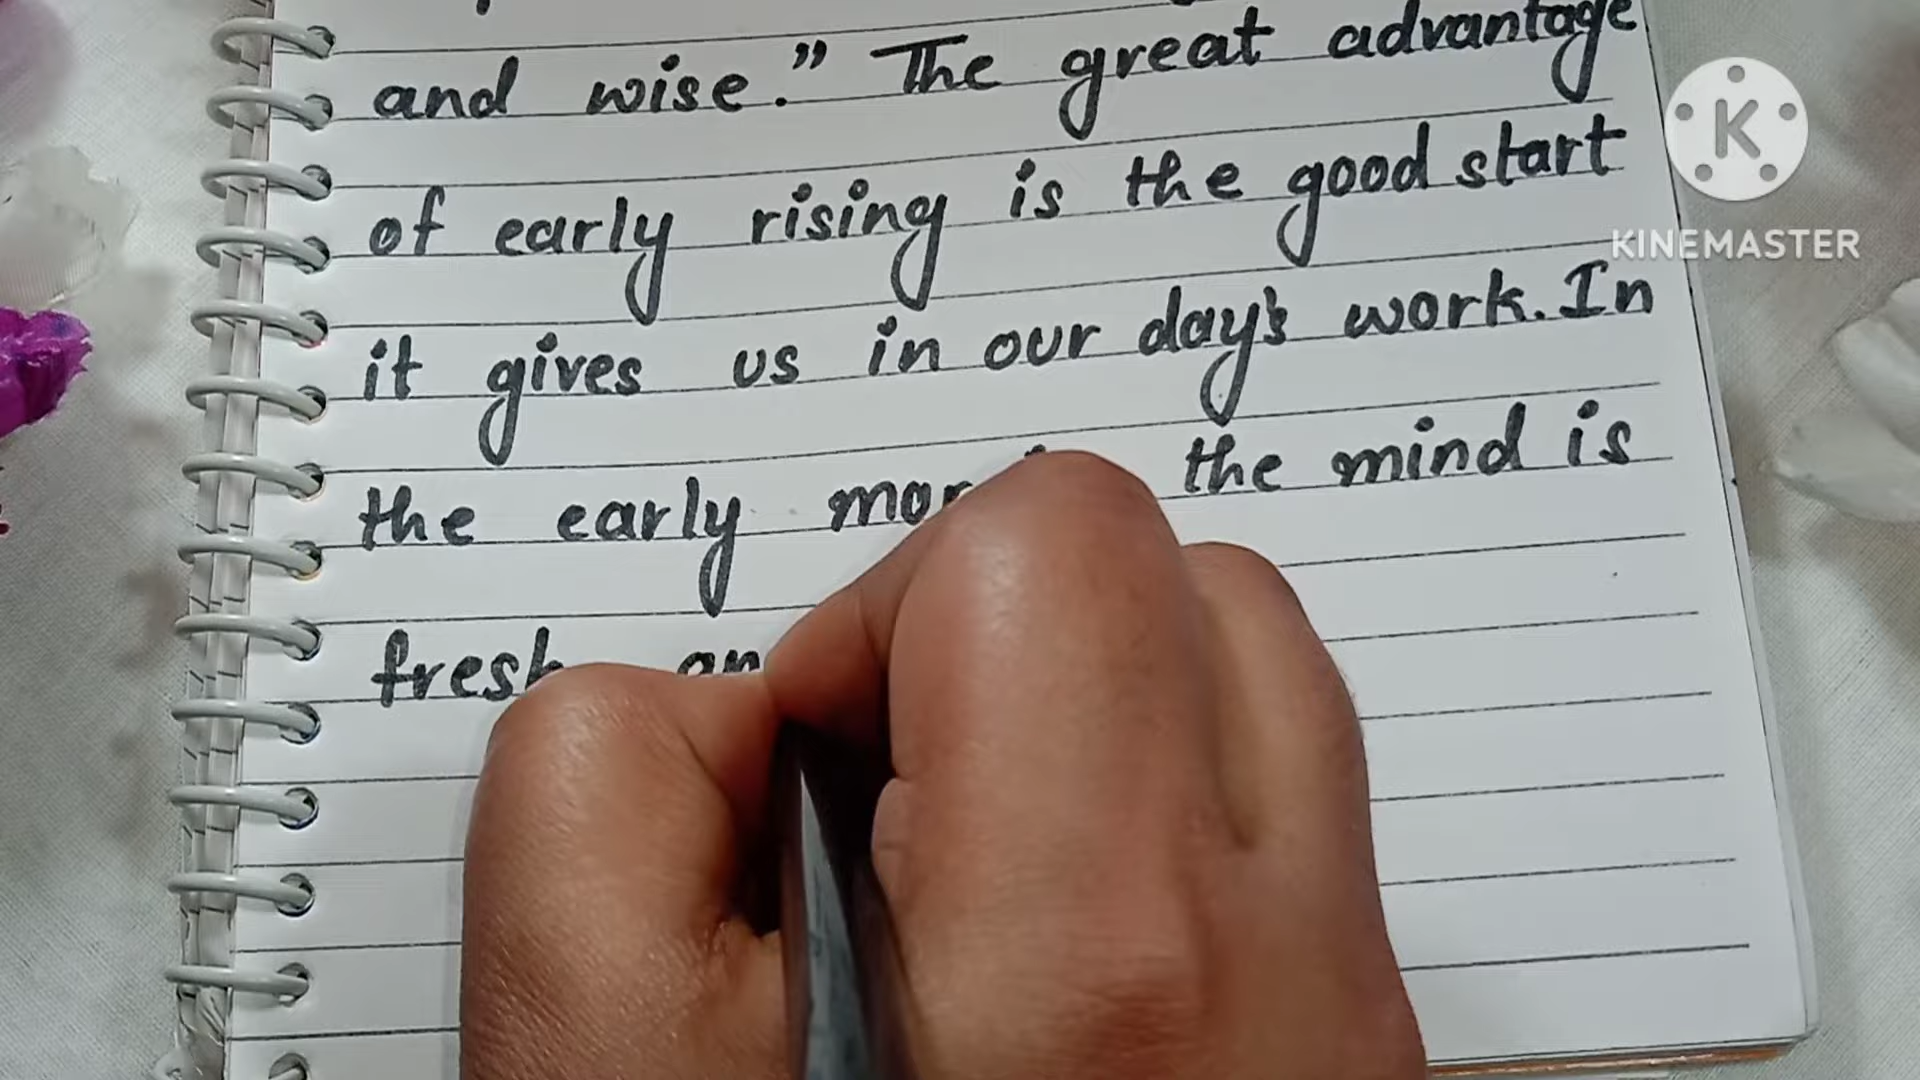 and wise." The great advantage
of early rising is the good start
it gives us in our day's work. In
the early the mind is
fresh
KINEMASTER